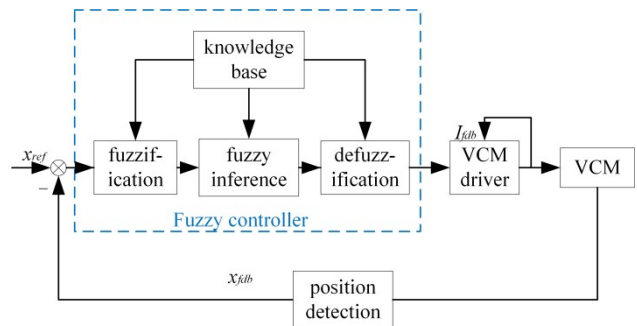 knowledge
base
x_ref
fuzzif-
ication
fuzzy
inference
defuzz-
ification
I_fdb
VCM
driver
VCM
–
Fuzzy controller
x_fdb
position
detection